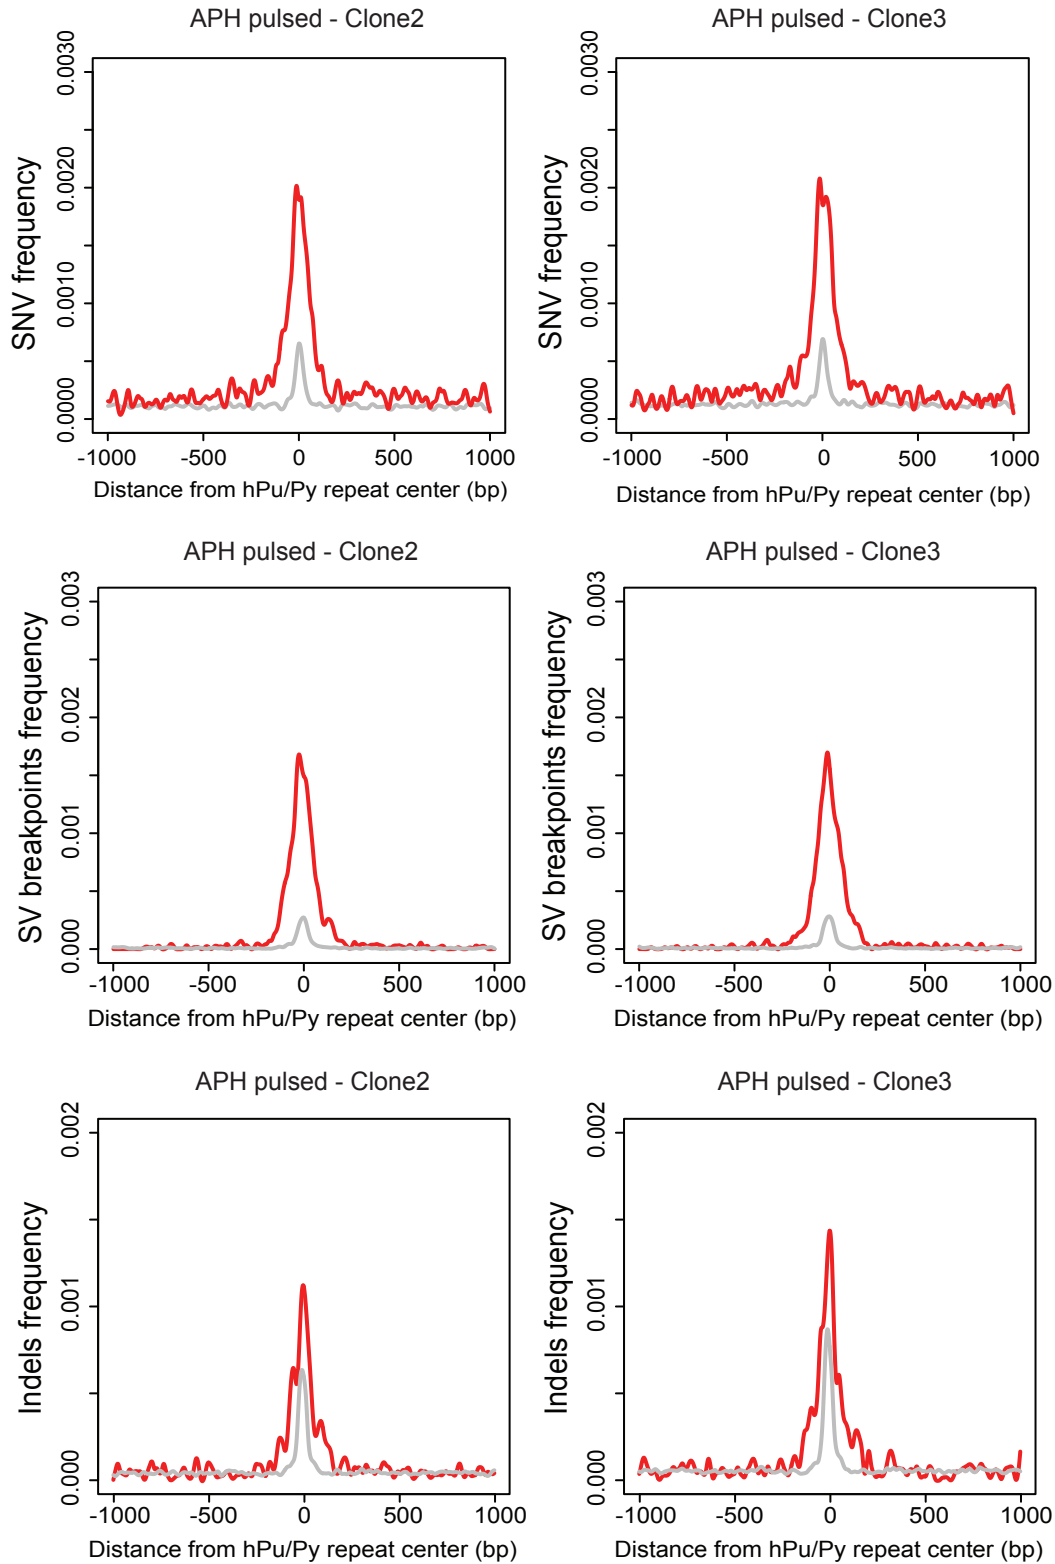 APH pulsed - Clone2
SNV frequency
0.0030
0.0020
0.0010
0.0000
-1000 -500 0 500 1000
Distance from hPu/Py repeat center (bp)
APH pulsed - Clone3
SNV frequency
0.0030
0.0020
0.0010
0.0000
-1000 -500 0 500 1000
Distance from hPu/Py repeat center (bp)
APH pulsed - Clone2
SV breakpoints frequency
0.003
0.002
0.001
0.000
-1000 -500 0 500 1000
Distance from hPu/Py repeat center (bp)
APH pulsed - Clone3
SV breakpoints frequency
0.003
0.002
0.001
0.000
-1000 -500 0 500 1000
Distance from hPu/Py repeat center (bp)
APH pulsed - Clone2
Indels frequency
0.002
0.001
0.000
-1000 -500 0 500 1000
Distance from hPu/Py repeat center (bp)
APH pulsed - Clone3
Indels frequency
0.002
0.001
0.000
-1000 -500 0 500 1000
Distance from hPu/Py repeat center (bp)